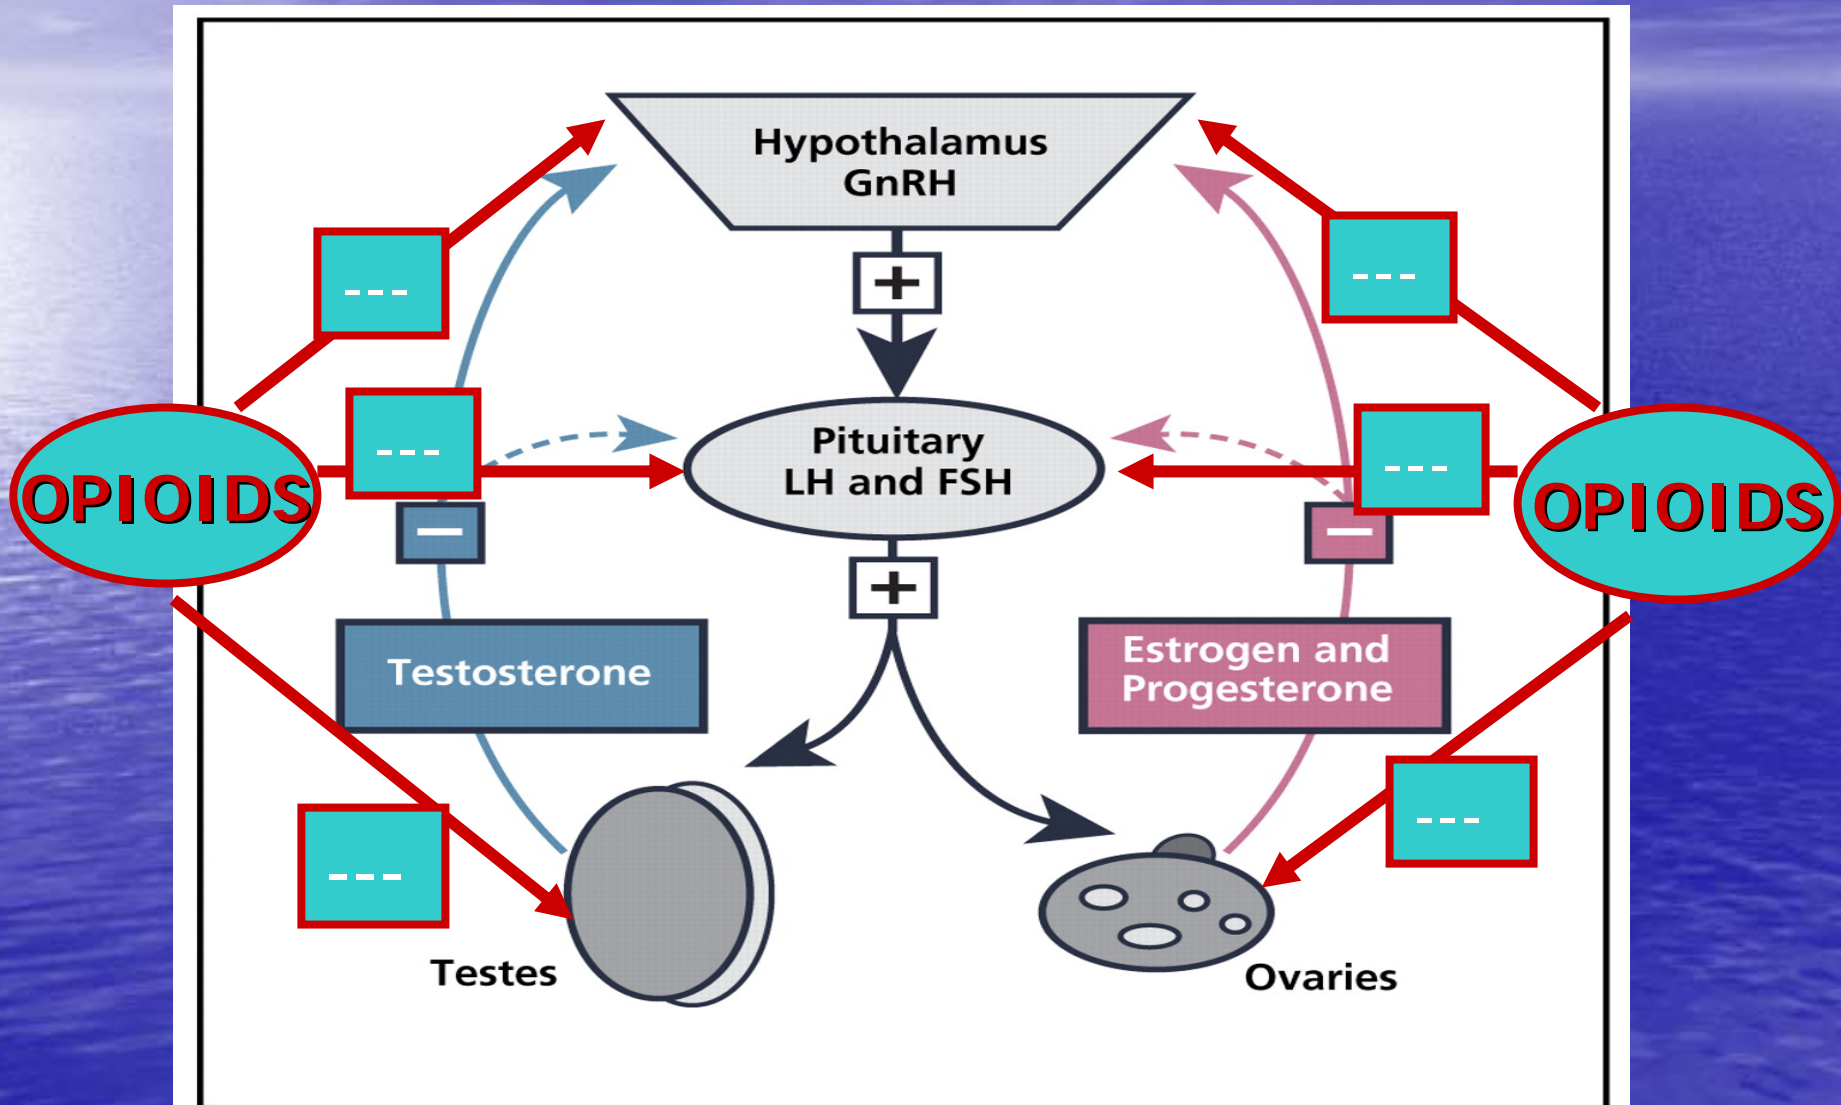 Hypothalamus
GnRH
+
---
---
---
---
Pituitary
LH and FSH
OPIOIDS
OPIOIDS
–
–
+
Testosterone
Estrogen and
Progesterone
---
---
Testes
Ovaries